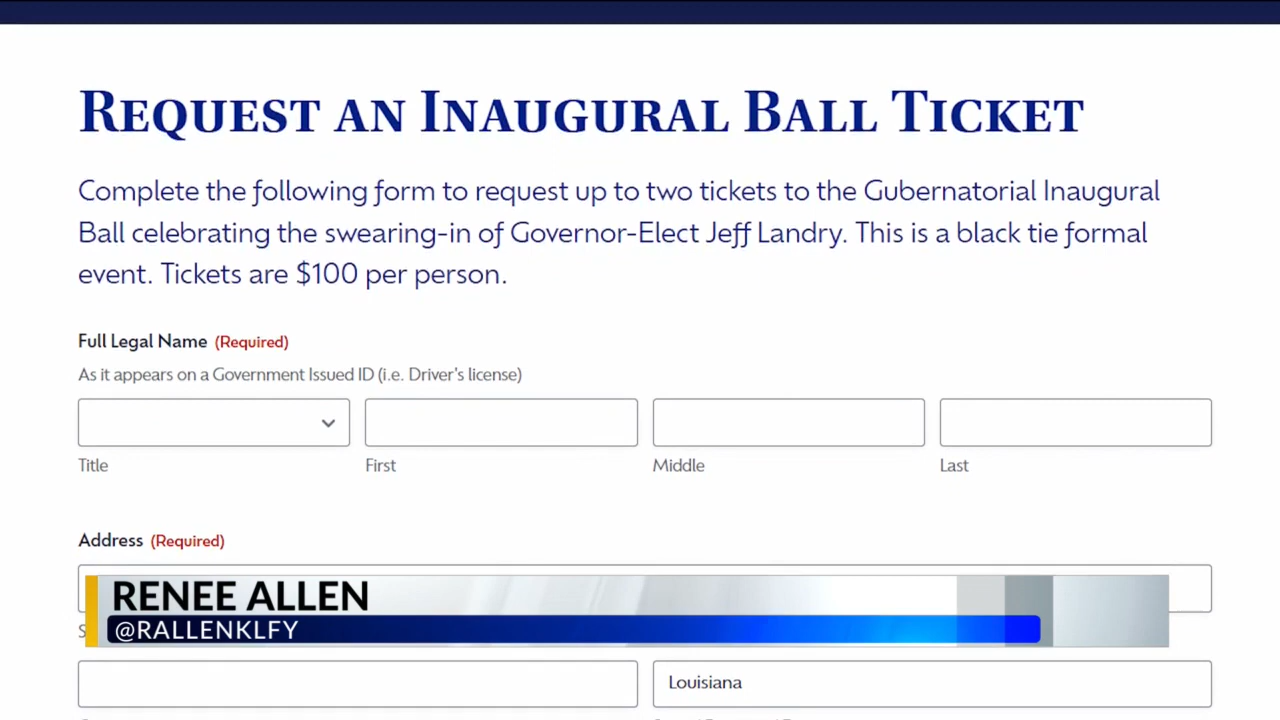 Request an Inaugural Ball Ticket
Complete the following form to request up to two tickets to the Gubernatorial Inaugural
Ball celebrating the swearing-in of Governor-Elect Jeff Landry. This is a black tie formal
event. Tickets are $100 per person.
Full Legal Name (Required)
As it appears on a Government Issued ID (i.e. Driver's license)
Title First Middle Last
Address (Required)
RENEE ALLEN
@RALLENKLFY
Louisiana